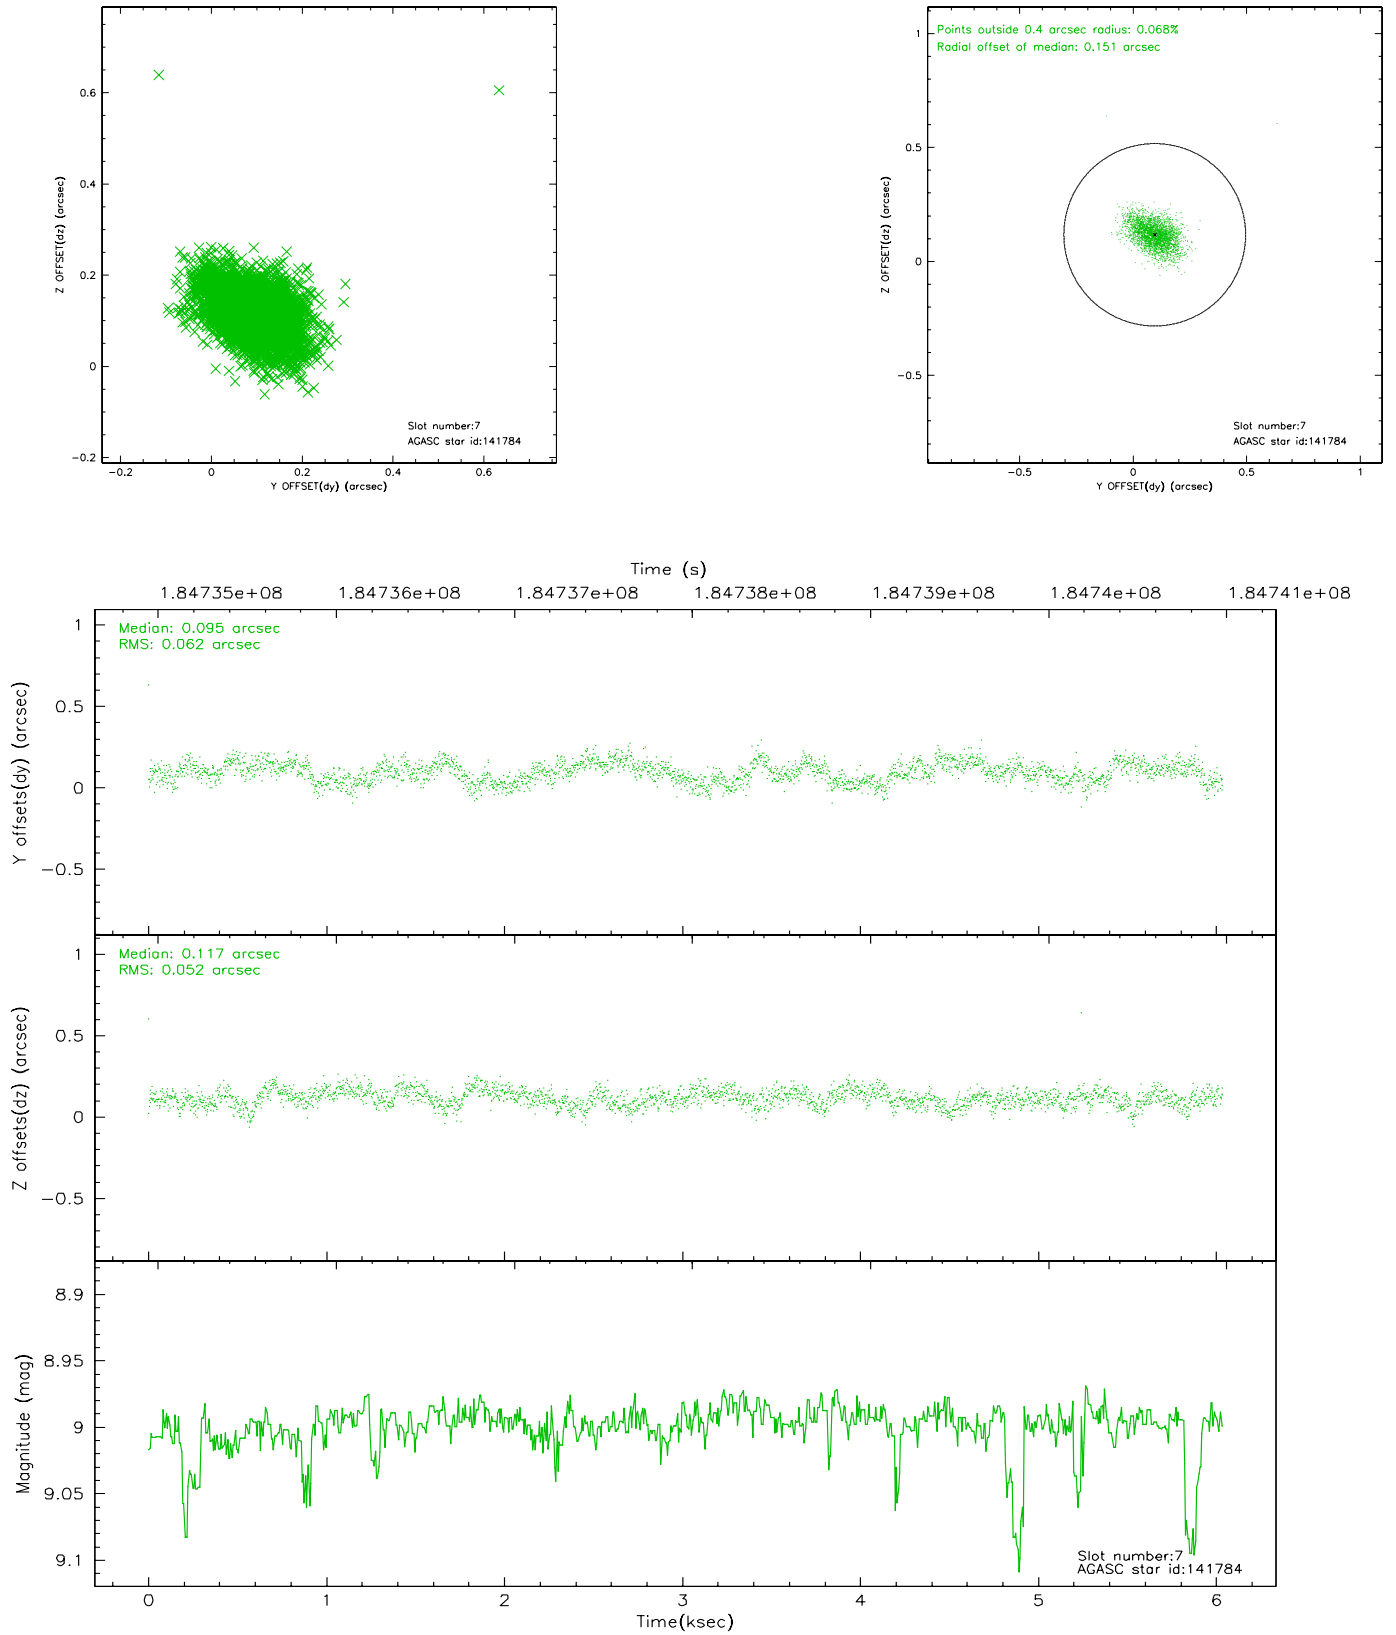 0.6
0.4
0.2
0
−0.2
−0.2
0
0.2
0.4
0.6
Z OFFSET(dz) (arcsec)
Y OFFSET(dy) (arcsec)
Slot number:7
AGASC star id:141784
Points outside 0.4 arcsec radius: 0.068%
Radial offset of median: 0.151 arcsec
1
0.5
0
−0.5
−0.5
0
0.5
1
Z OFFSET(dz) (arcsec)
Y OFFSET(dy) (arcsec)
Slot number:7
AGASC star id:141784
Time (s)
1.84735e+08
1.84736e+08
1.84737e+08
1.84738e+08
1.84739e+08
1.8474e+08
1.84741e+08
Median: 0.095 arcsec
RMS: 0.062 arcsec
1
0.5
0
−0.5
Y offsets(dy) (arcsec)
Median: 0.117 arcsec
RMS: 0.052 arcsec
1
0.5
0
−0.5
Z offsets(dz) (arcsec)
8.9
8.95
9
9.05
9.1
Magnitude (mag)
Slot number:7
AGASC star id:141784
0
1
2
3
4
5
6
Time(ksec)